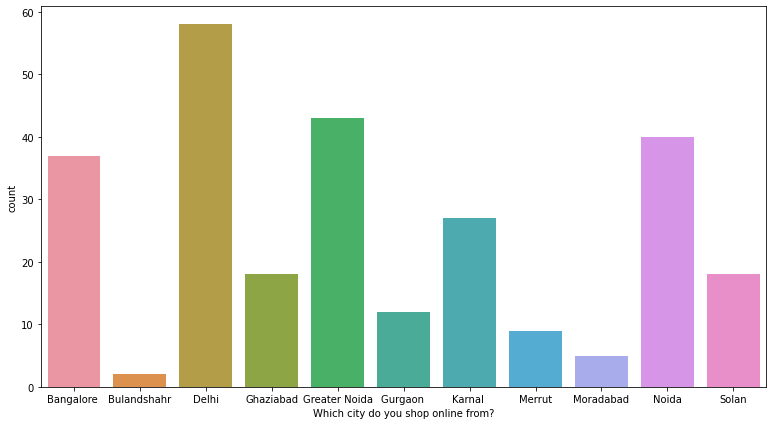 60
50
40
30
20
10
0
count
Bangalore Bulandshahr Delhi Ghaziabad Greater Noida Gurgaon Karnal Merrut Moradabad Noida Solan
Which city do you shop online from?